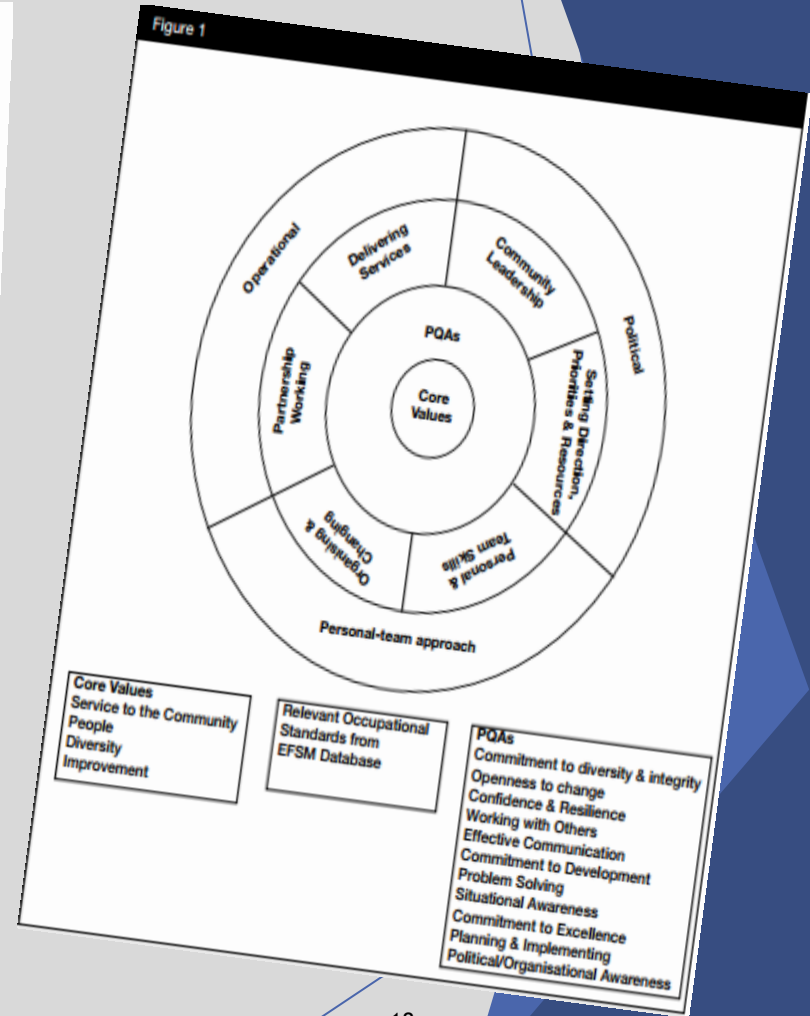 Figure 1
Operational
Delivering
Services
Community
Leadership
Political
Partnership
Working
PQAs
Core
Values
Setting Direction,
Priorities & Resources
Organising &
Changing
Personal &
Team Skills
Personal-team approach
Core Values
Service to the Community
People
Diversity
Improvement
Relevant Occupational
Standards from
EFSM Database
PQAs
Commitment to diversity & integrity
Openness to change
Confidence & Resilience
Working with Others
Effective Communication
Commitment to Development
Problem Solving
Situational Awareness
Commitment to Excellence
Planning & Implementing
Political/Organisational Awareness